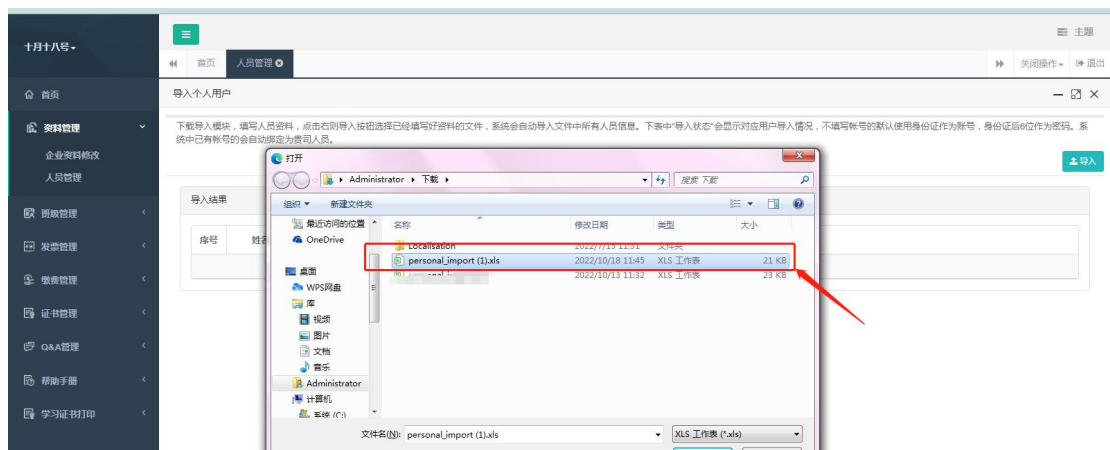 十月十八号
主题
首页
人员管理
关闭操作
退出
首页
导入个人用户
资料管理
企业资料修改
人员管理
班级管理
发票管理
缴费管理
证书管理
Q&A管理
帮助手册
学习证书打印
下载导入模块，填写人员资料，点击右则导入按钮选择已经填写好资料的文件，系统会自动导入文件中所有人员信息。下表中"导入状态"会显示对应用户导入情况，不填写帐号的默认使用身份证作为账号，身份证后6位作为密码。系
统中已有帐号的会自动绑定为贵司人员。
导入
导入结果
序号
打开
Administrator
下载
搜索 下载
组织
新建文件夹
最近访问的位置
OneDrive
桌面
WPS网盘
库
视频
图片
文档
音乐
Administrator
计算机
系统 (C:)
名称 修改日期 类型 大小
Localisation 2022/7/13 11:51 文件夹
personal_import (1).xls 2022/10/18 11:45 XLS 工作表 21 KB
2022/10/13 11:32 XLS 工作表 23 KB
文件名(N): personal_import (1).xls
XLS 工作表 (*.xls)